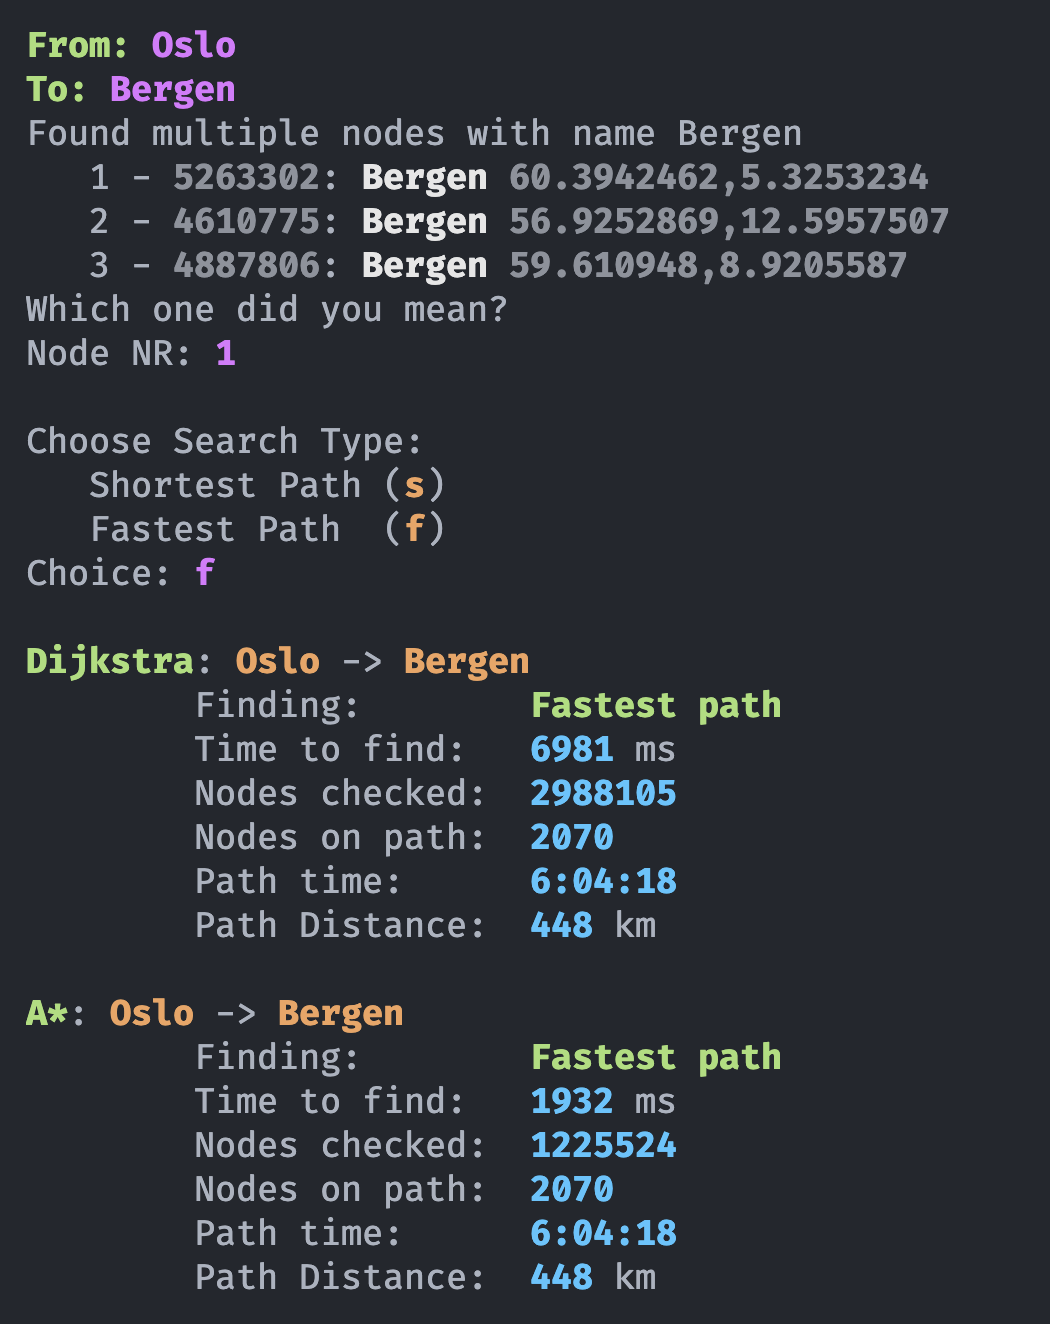 From: Oslo
To: Bergen
Found multiple nodes with name Bergen
1 - 5263302: Bergen 60.3942462,5.3253234
2 - 4610775: Bergen 56.9252869,12.5957507
3 - 4887806: Bergen 59.610948,8.9205587
Which one did you mean?
Node NR: 1
Choose Search Type:
Shortest Path (s)
Fastest Path (f)
Choice: f
Dijkstra: Oslo -> Bergen
Finding: Fastest path
Time to find: 6981 ms
Nodes checked: 2988105
Nodes on path: 2070
Path time: 6:04:18
Path Distance: 448 km
A*: Oslo -> Bergen
Finding: Fastest path
Time to find: 1932 ms
Nodes checked: 1225524
Nodes on path: 2070
Path time: 6:04:18
Path Distance: 448 km